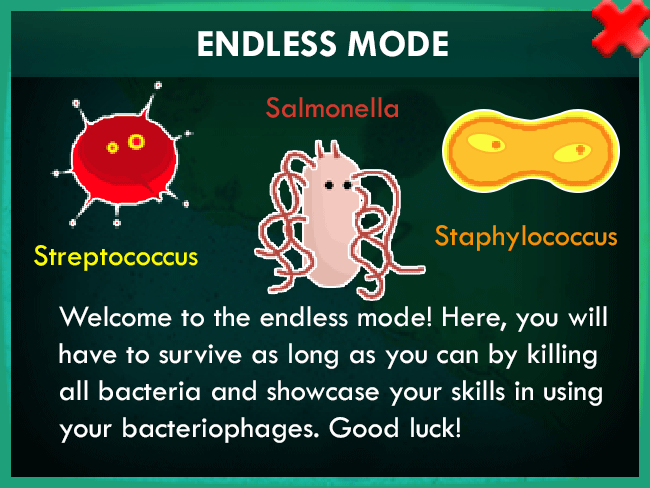 ENDLESS MODE
Salmonella
Streptococcus
Staphylococcus
Welcome to the endless mode! Here, you will
have to survive as long as you can by killing
all bacteria and showcase your skills in using
your bacteriophages. Good luck!